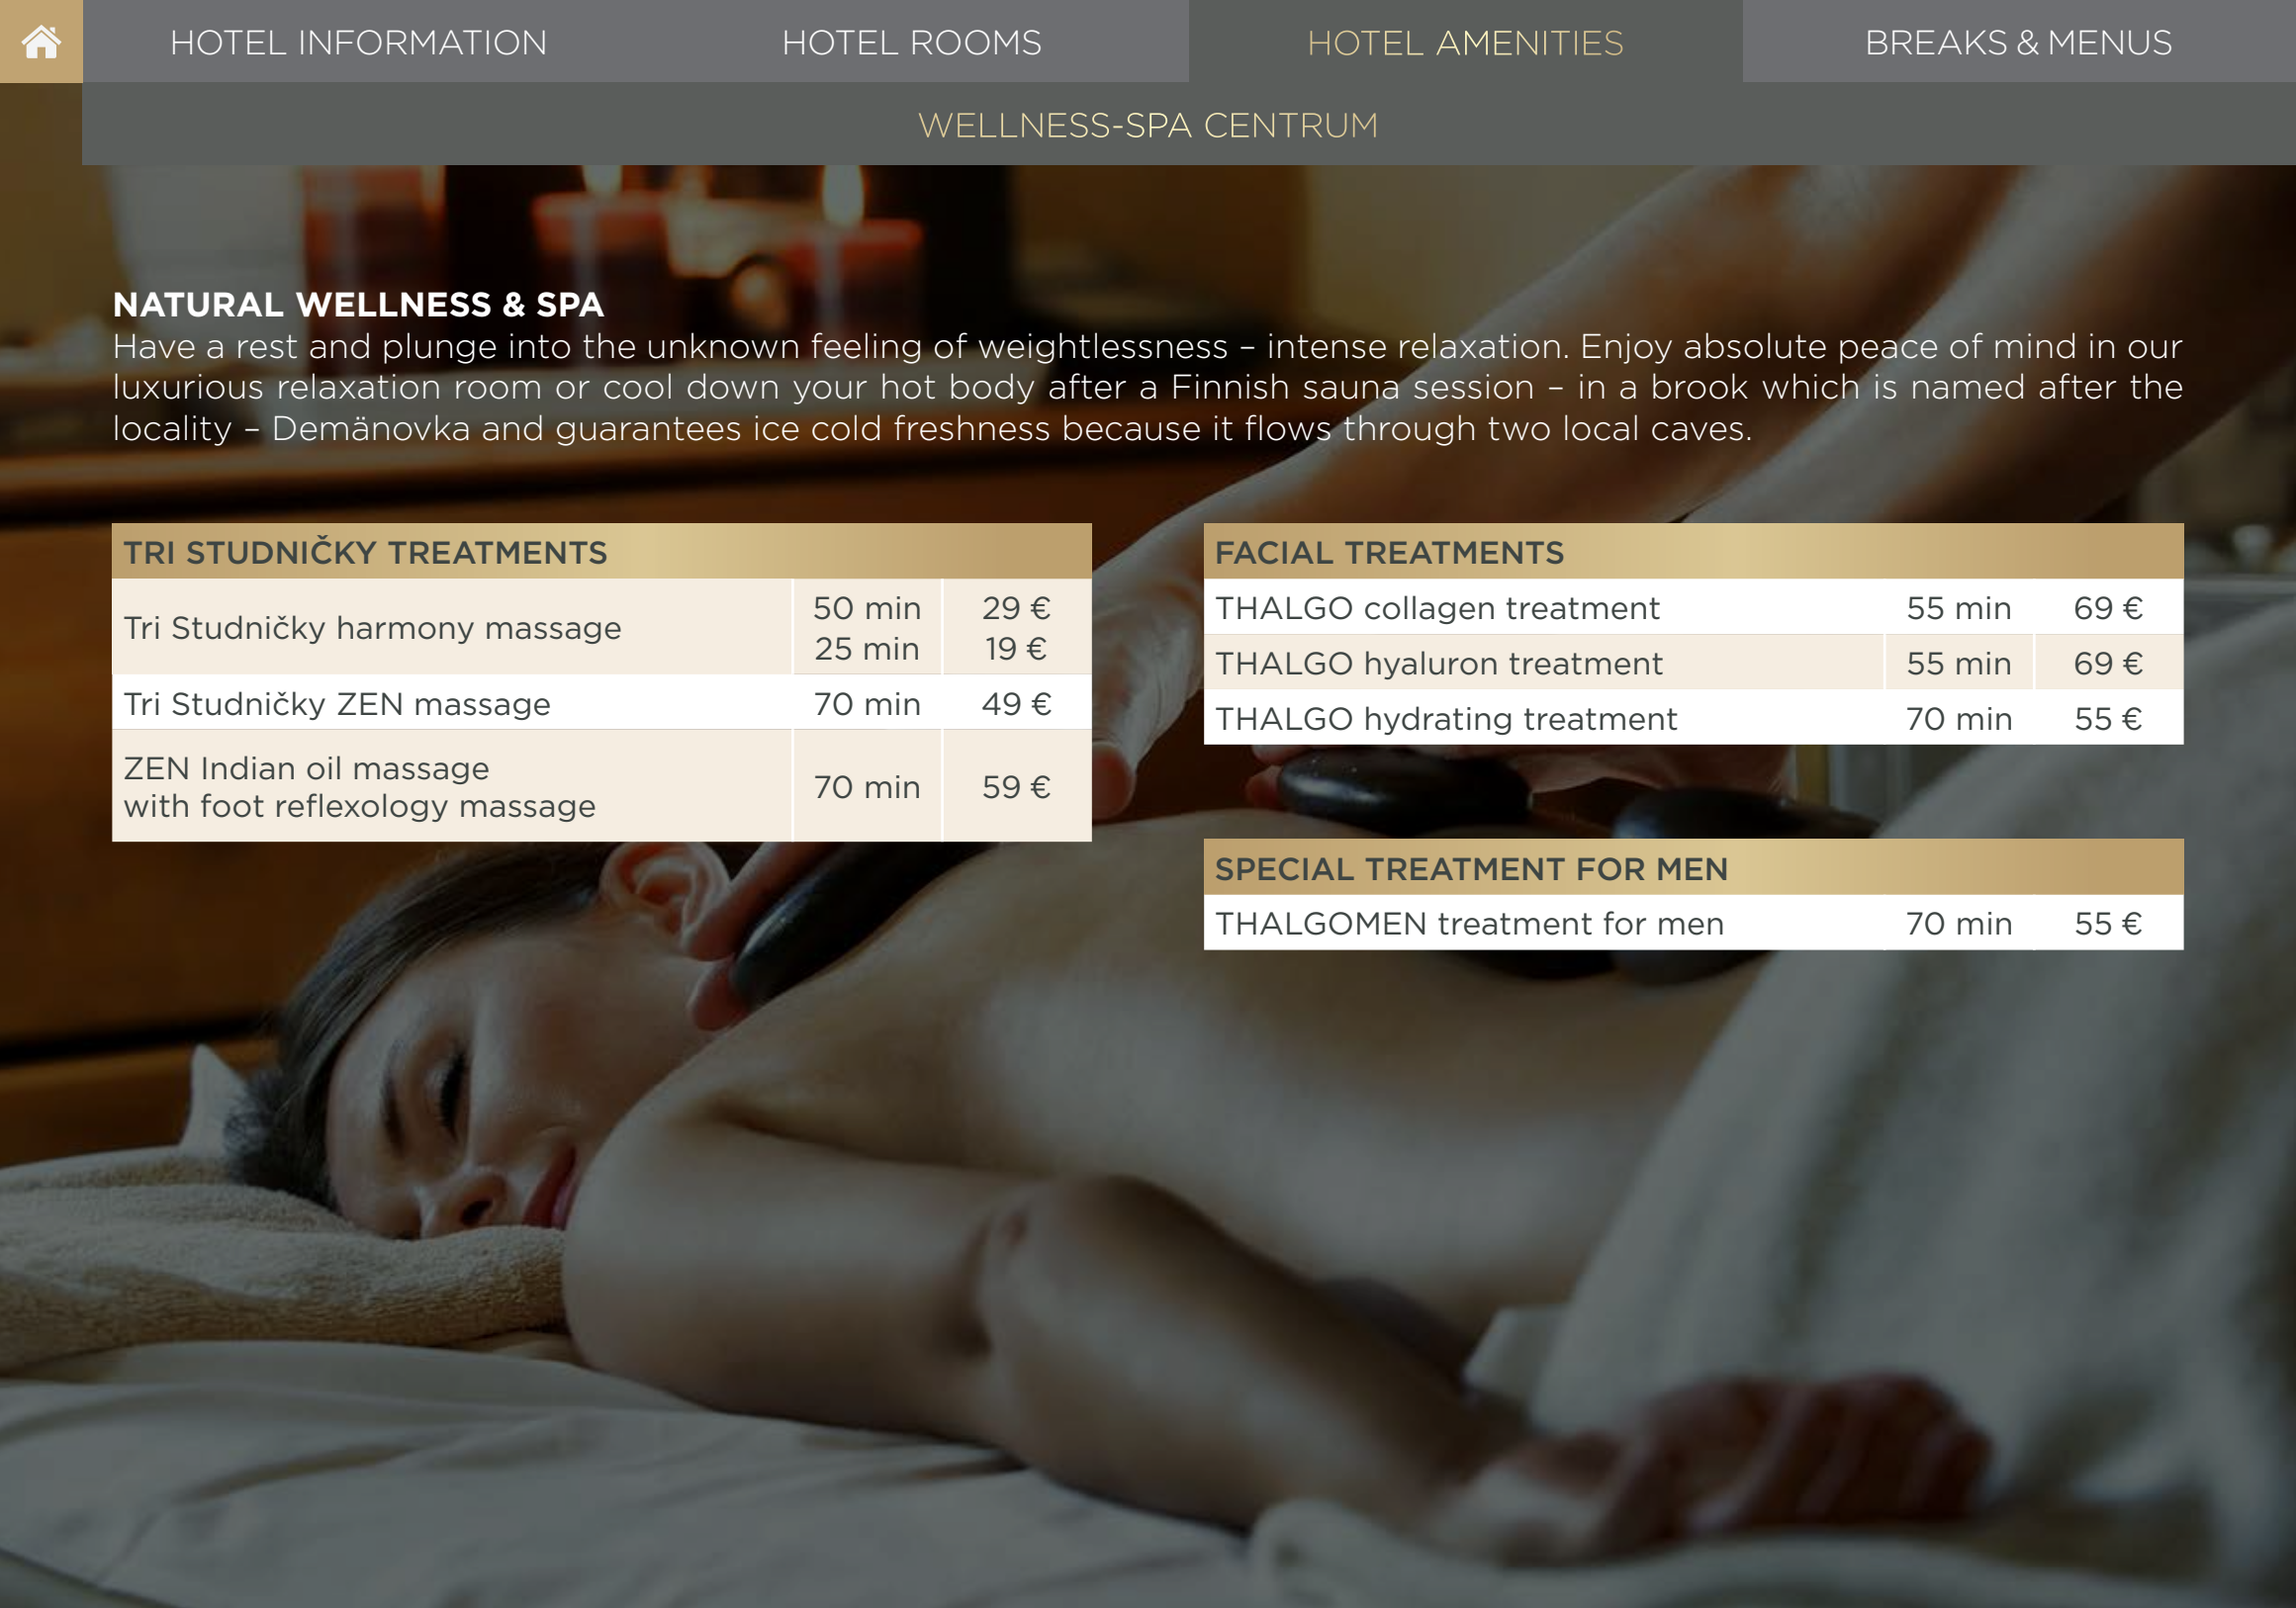 HOTEL INFORMATION
HOTEL ROOMS
HOTEL AMENITIES
BREAKS & MENUS
WELLNESS-SPA CENTRUM
NATURAL WELLNESS & SPA
Have a rest and plunge into the unknown feeling of weightlessness – intense relaxation. Enjoy absolute peace of mind in our
luxurious relaxation room or cool down your hot body after a Finnish sauna session – in a brook which is named after the
locality – Demänovka and guarantees ice cold freshness because it flows through two local caves.
TRI STUDNIČKY TREATMENTS
Tri Studničky harmony massage
50 min 29 €
25 min 19 €
Tri Studničky ZEN massage 70 min 49 €
ZEN Indian oil massage
with foot reflexology massage
70 min 59 €
FACIAL TREATMENTS
THALGO collagen treatment 55 min 69 €
THALGO hyaluron treatment 55 min 69 €
THALGO hydrating treatment 70 min 55 €
SPECIAL TREATMENT FOR MEN
THALGOMEN treatment for men 70 min 55 €